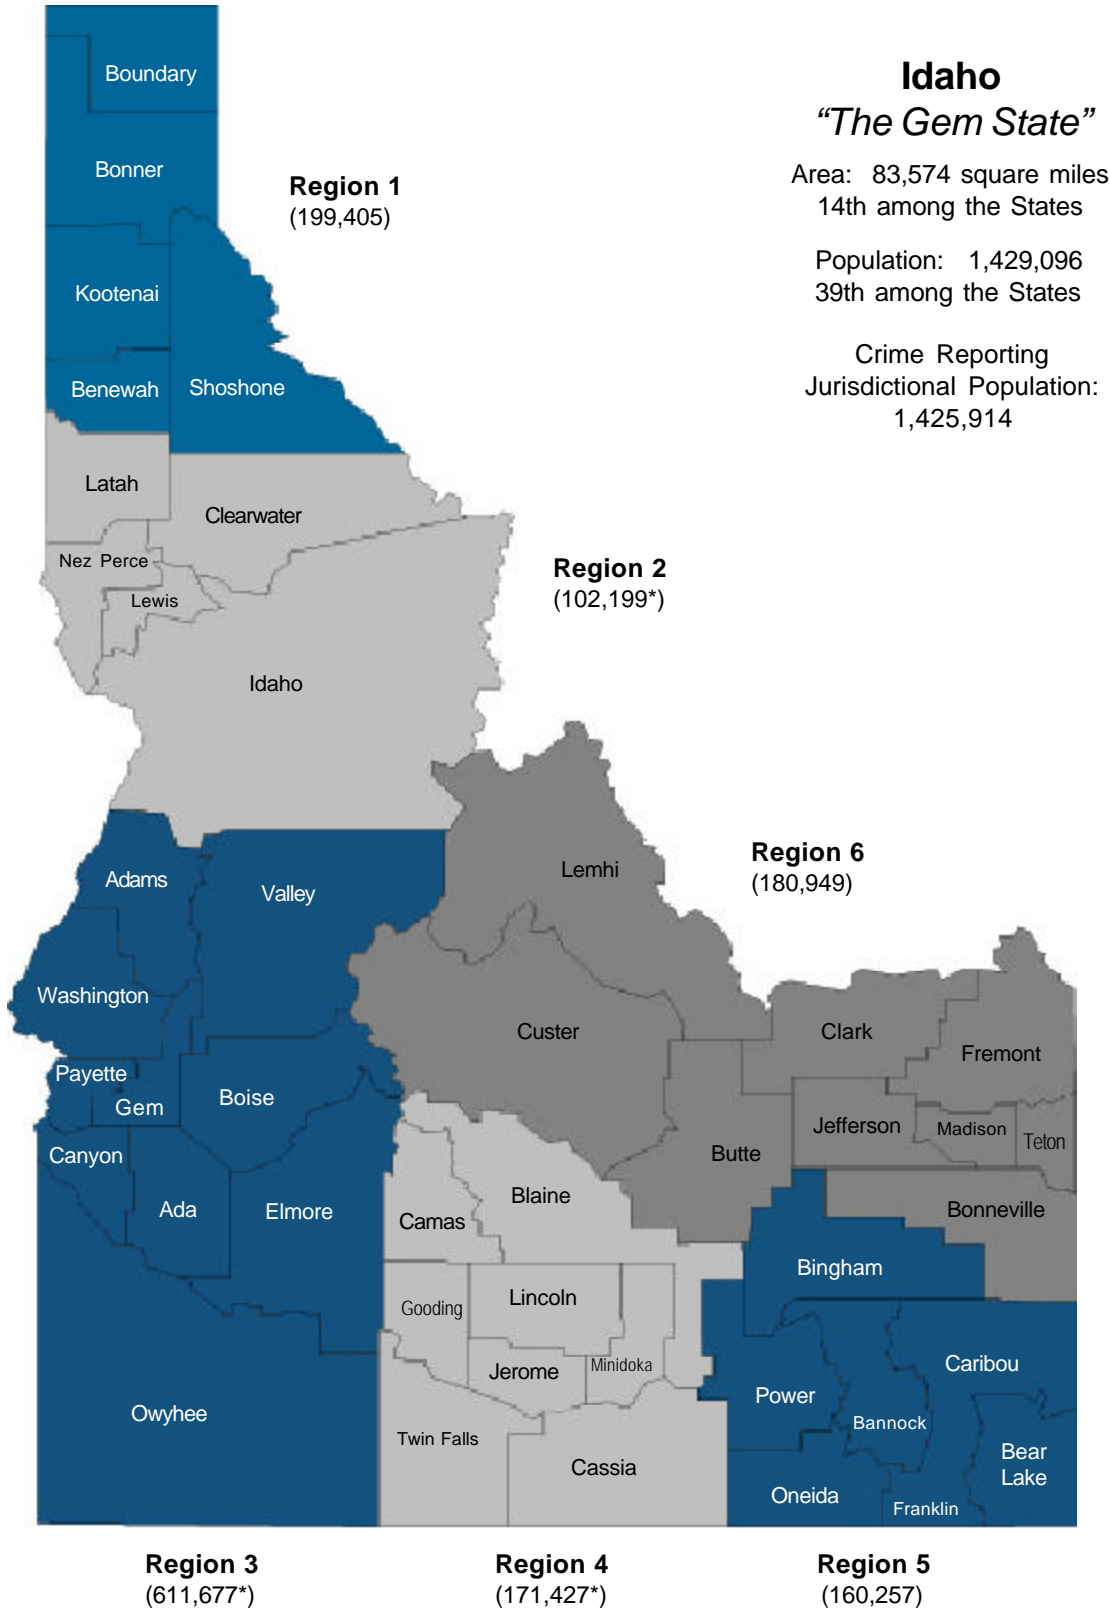 Idaho
“The Gem State”
Area: 83,574 square miles
14th among the States
Population: 1,429,096
39th among the States
Crime Reporting
Jurisdictional Population:
1,425,914
Boundary
Bonner
Region 1
(199,405)
Kootenai
Benewah
Shoshone
Latah
Clearwater
Nez Perce
Lewis
Region 2
(102,199*)
Idaho
Adams
Valley
Lemhi
Region 6
(180,949)
Washington
Custer
Clark
Fremont
Payette
Gem
Boise
Jefferson
Madison
Teton
Canyon
Butte
Ada
Elmore
Blaine
Camas
Bonneville
Bingham
Gooding
Lincoln
Jerome
Minidoka
Caribou
Power
Bannock
Owyhee
Twin Falls
Cassia
Bear
Lake
Oneida
Franklin
Region 3
(611,677*)
Region 4
(171,427*)
Region 5
(160,257)